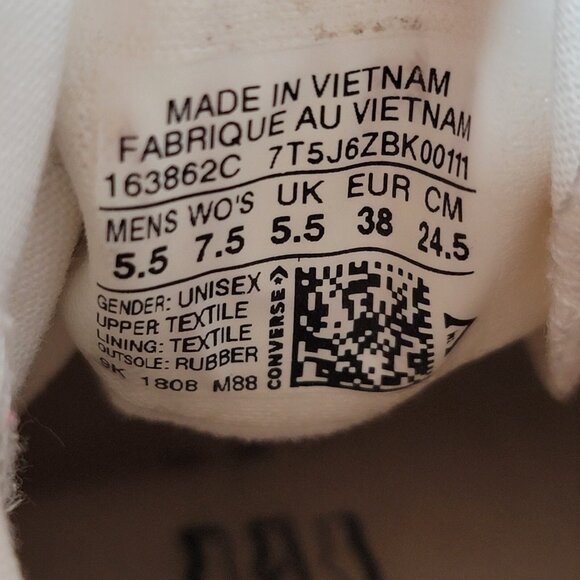 MADE IN VIETNAM
FABRIQUE AU VIETNAM
163862C 7T5J6ZBK00111
MENS WO'S UK EUR CM
5.5 7.5 5.5 38 24.5
GENDER: UNISEX
UPPER: TEXTILE
LINING: TEXTILE
OUTSOLE: RUBBER
9K 1808 M88
CONVERSE